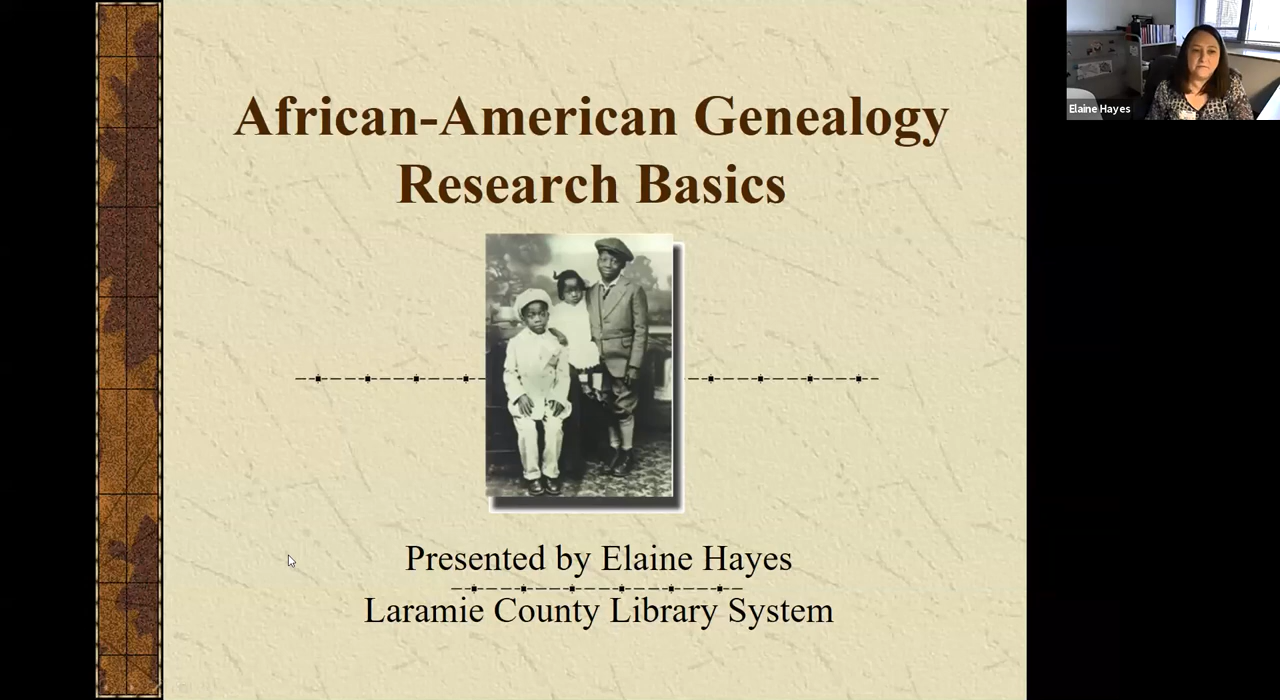 African-American Genealogy
Research Basics
Presented by Elaine Hayes
Laramie County Library System
Elaine Hayes